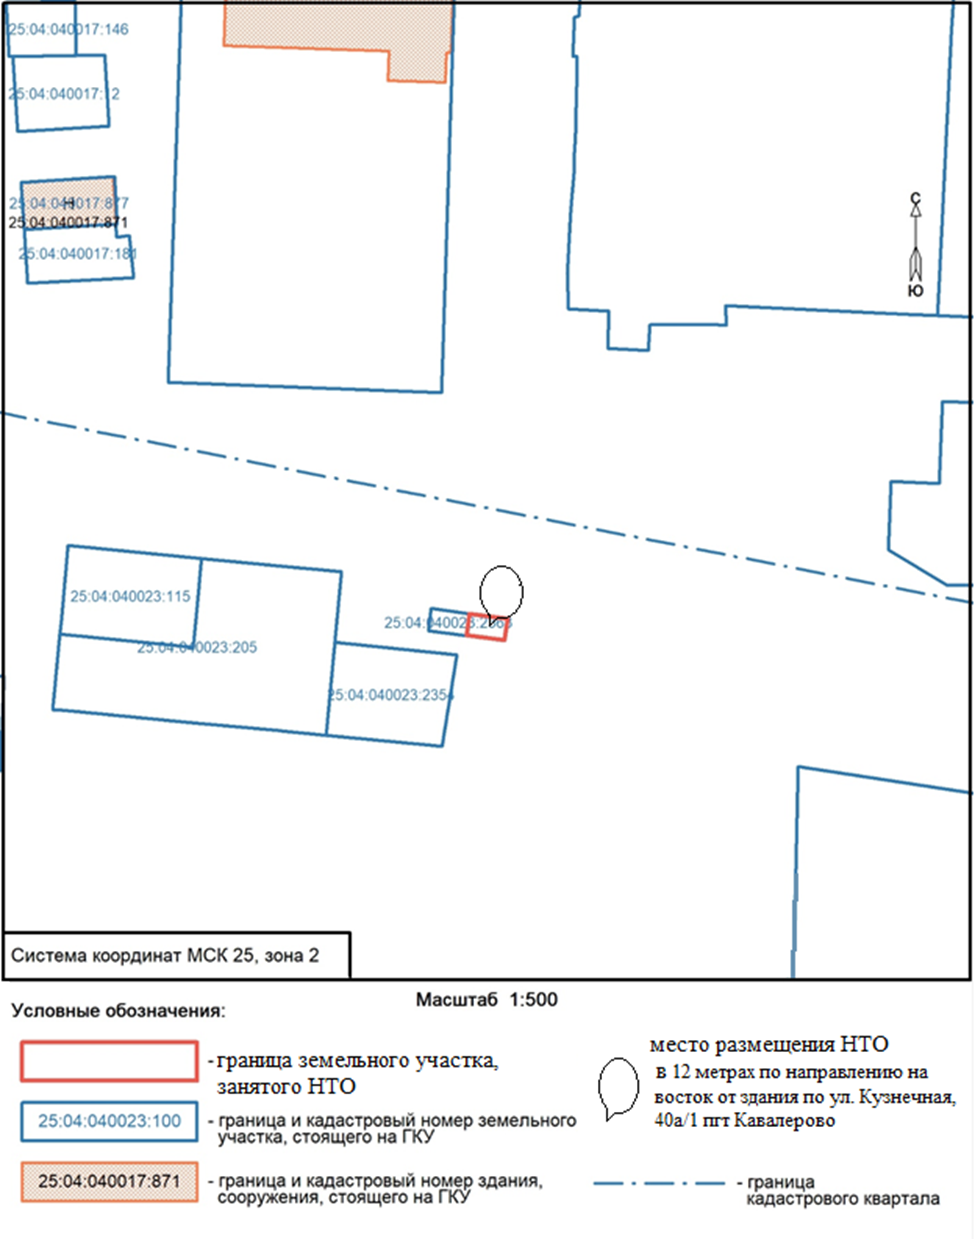 25:04:040017:146
25:04:040017:12
С
25:04:040017:877
Н
25:04:040017:871
25:04:040017:181
Ю
25:04:040023:115
25:04:040023:205
25:04:040023:2354
Система координат МСК 25, зона 2
Масштаб 1:500
Условные обозначения:
- граница земельного участка,
занятого НТО
25:04:040023:100
- граница и кадастровый номер земельного
участка, стоящего на ГКУ
25:04:040017:871
- граница и кадастровый номер здания,
сооружения, стоящего на ГКУ
место размещения НТО
в 12 метрах по направлению на
восток от здания по ул. Кузнечная,
40а/1 пгт Кавалерово
- граница
кадастрового квартала